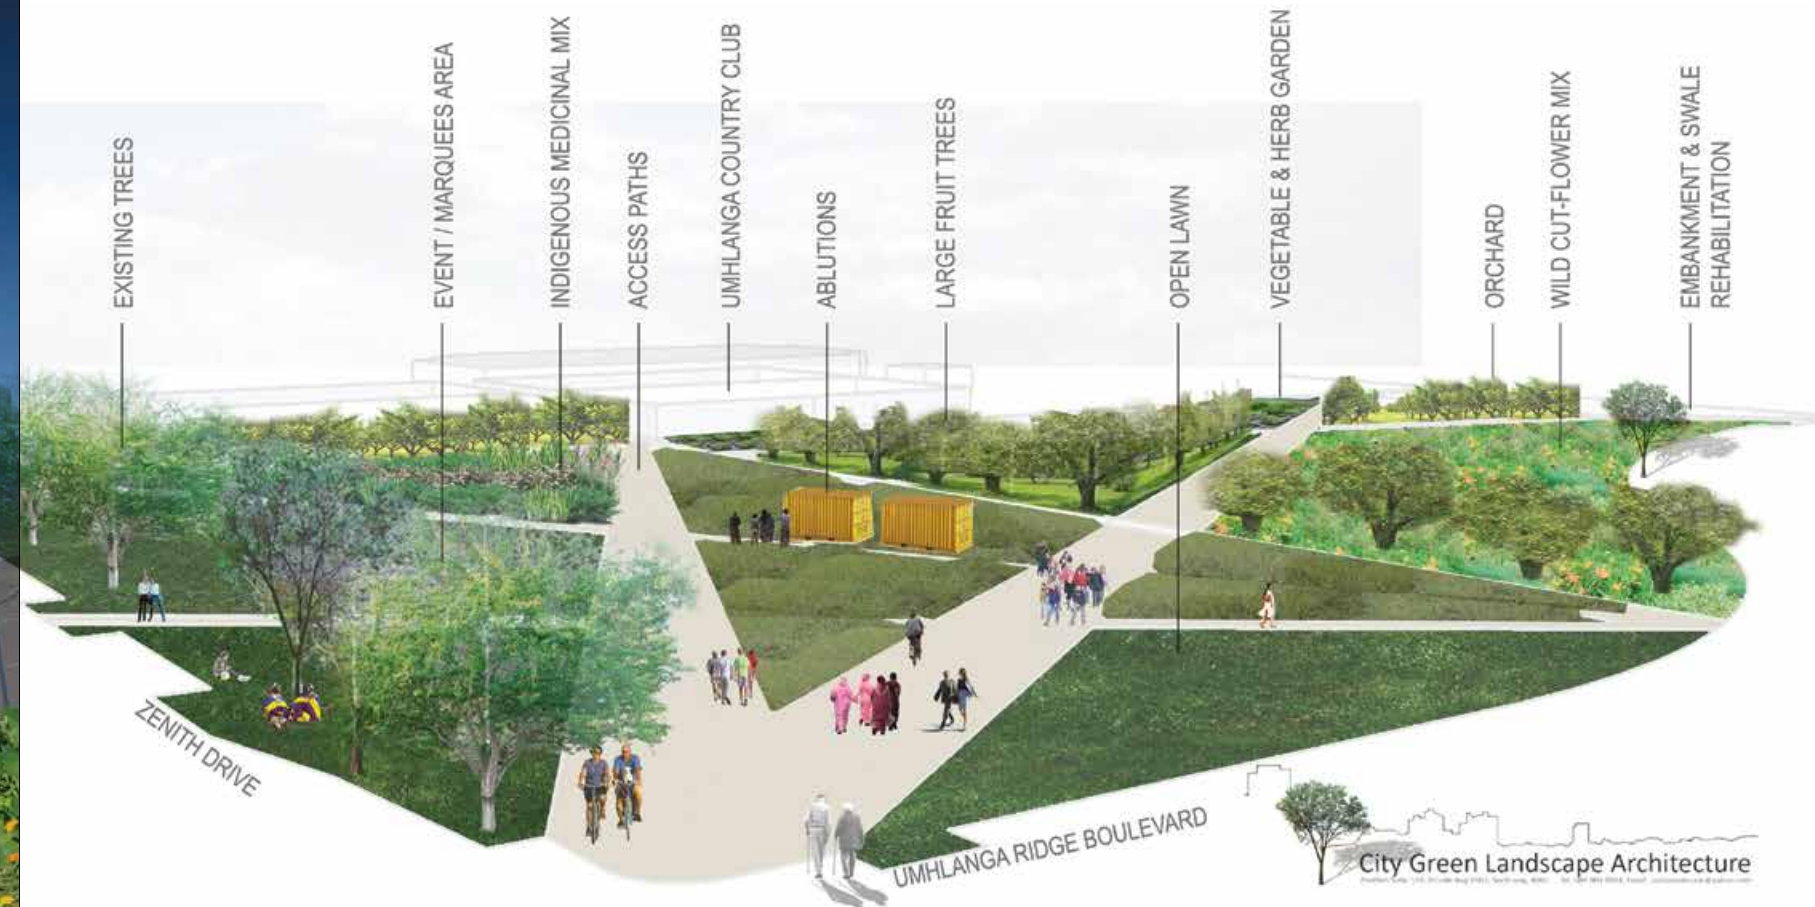 EXISTING TREES
EVENT / MARQUEES AREA
INDIGENOUS MEDICINAL MIX
ACCESS PATHS
UMHLANGA COUNTRY CLUB
ABLUTIONS
LARGE FRUIT TREES
OPEN LAWN
VEGETABLE & HERB GARDEN
ORCHARD
WILD CUT-FLOWER MIX
EMBANKMENT & SWALE
REHABILITATION
ZENITH DRIVE
UMHLANGA RIDGE BOULEVARD
City Green Landscape Architecture